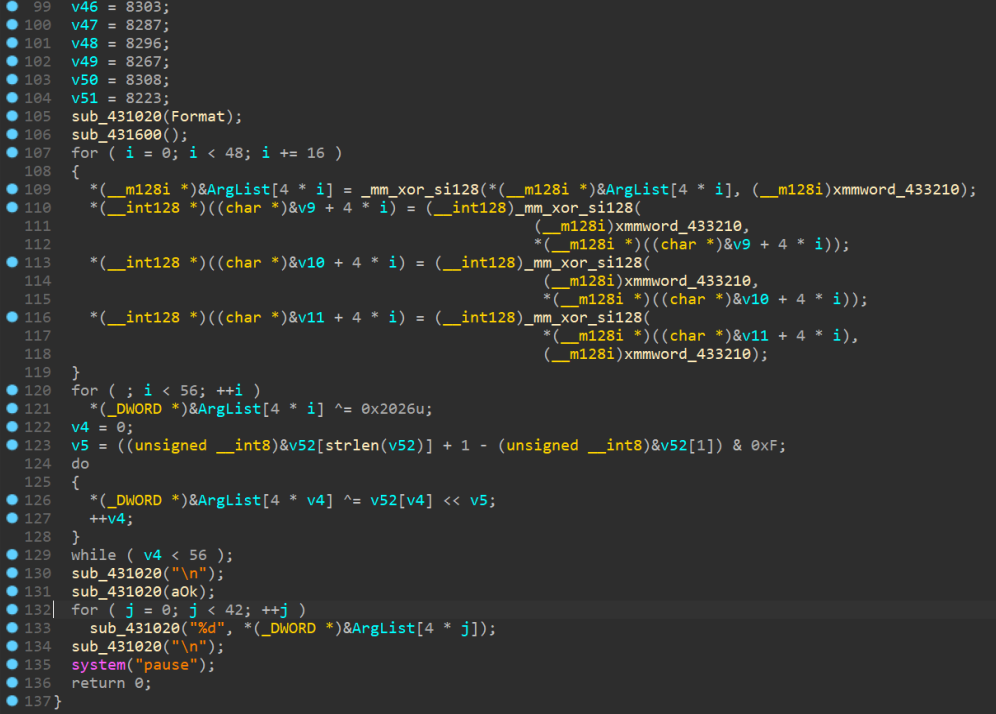 99 v46 = 8303;
100 v47 = 8287;
101 v48 = 8296;
102 v49 = 8267;
103 v50 = 8308;
104 v51 = 8223;
105 sub_431020(Format);
106 sub_431600();
107 for ( i = 0; i < 48; i += 16 )
108 {
109 *(__m128i *)&ArgList[4 * i] = _mm_xor_si128(*(__m128i *)&ArgList[4 * i], (__m128i)xmmword_433210);
110 *(__int128 *)((char *)&v9 + 4 * i) = (__int128)_mm_xor_si128(
111 (__m128i)xmmword_433210,
112 *(__m128i *)((char *)&v9 + 4 * i));
113 *(__int128 *)((char *)&v10 + 4 * i) = (__int128)_mm_xor_si128(
114 (__m128i)xmmword_433210,
115 *(__m128i *)((char *)&v10 + 4 * i));
116 *(__int128 *)((char *)&v11 + 4 * i) = (__int128)_mm_xor_si128(
117 *(__m128i *)((char *)&v11 + 4 * i),
118 (__m128i)xmmword_433210);
119 }
120 for ( ; i < 56; ++i )
121 *(_DWORD *)&ArgList[4 * i] ^= 0x2026u;
122 v4 = 0;
123 v5 = ((unsigned __int8)&v52[strlen(v52)] + 1 - (unsigned __int8)&v52[1]) & 0xF;
124 do
125 {
126 *(_DWORD *)&ArgList[4 * v4] ^= v52[v4] << v5;
127 ++v4;
128 }
129 while ( v4 < 56 );
130 sub_431020("\n");
131 sub_431020(aOk);
132 for ( j = 0; j < 42; ++j )
133 sub_431020("%d", *(_DWORD *)&ArgList[4 * j]);
134 sub_431020("\n");
135 system("pause");
136 return 0;
137 }